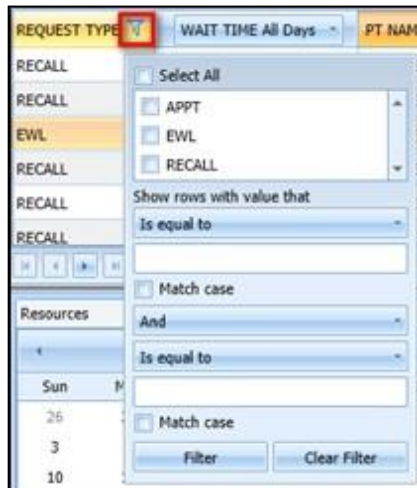 REQUEST TYPE WAIT TIME All Days PT NAM
RECALL
Select All
RECALL
APPT
EWL
EWL
RECALL
RECALL
RECALL
Show rows with value that
Is equal to
RECALL
Match case
Resources
And
Is equal to
Sun M
26
Match case
3
Filter Clear Filter
10